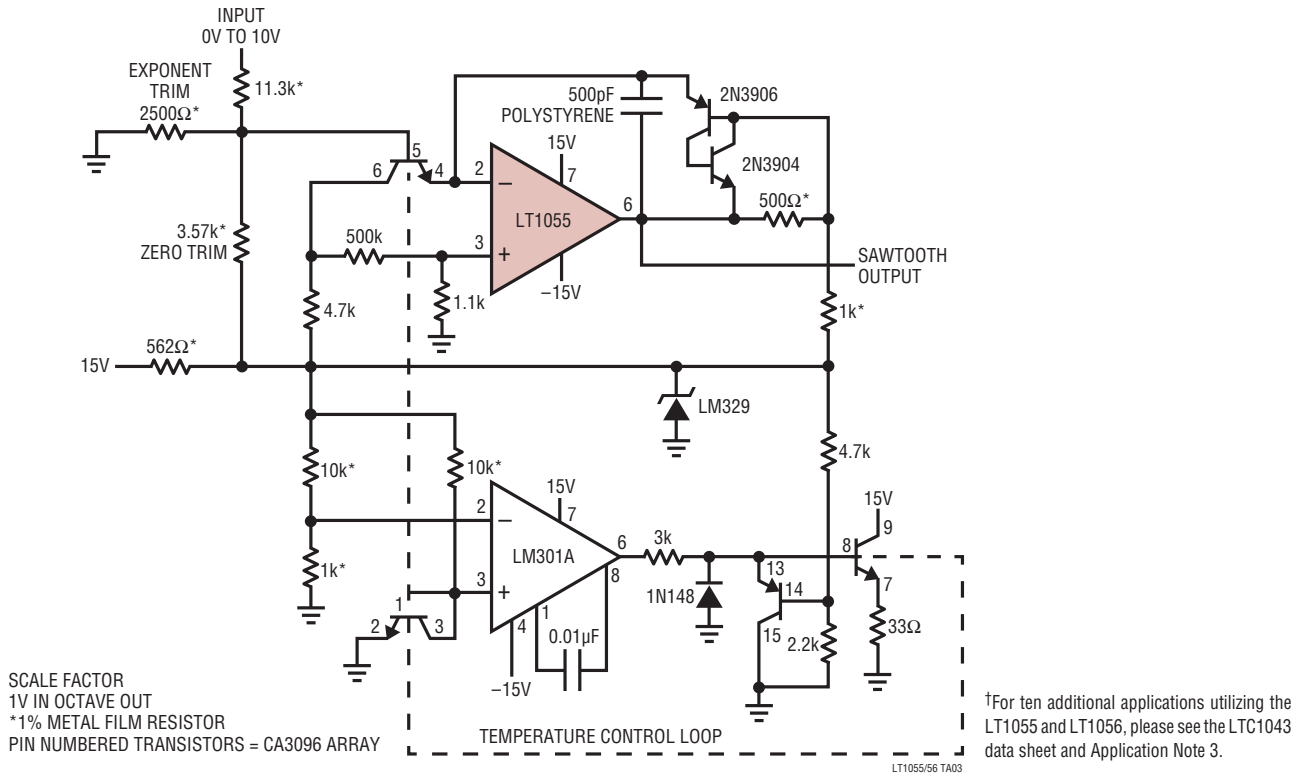 INPUT
0V TO 10V
EXPONENT
TRIM
2500Ω*
11.3k*
500pF
POLYSTYRENE
2N3906
15V
5
6
4
2
7
2N3904
LT1055
6
500Ω*
3.57k*
ZERO TRIM
500k
3
SAWTOOTH
OUTPUT
–15V
4.7k
1.1k
1k*
562Ω*
15V
LM329
10k*
10k*
4.7k
15V
15V
2
7
9
LM301A
6
3k
8
8
13
7
1k*
3
14
1
1N148
33Ω
1
2
3
4
0.01µF
15
2.2k
–15V
SCALE FACTOR
1V IN OCTAVE OUT
*1% METAL FILM RESISTOR
PIN NUMBERED TRANSISTORS = CA3096 ARRAY
TEMPERATURE CONTROL LOOP
LT1055/56 TA03
†For ten additional applications utilizing the
LT1055 and LT1056, please see the LTC1043
data sheet and Application Note 3.